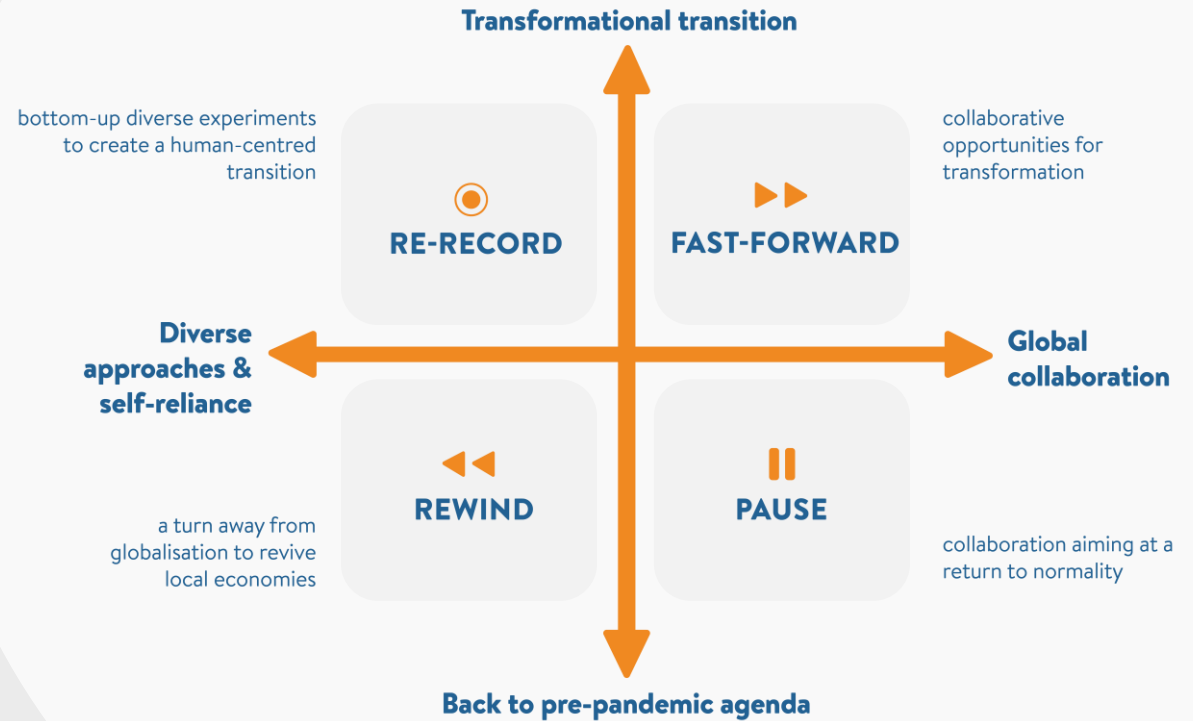 Transformational transition
bottom-up diverse experiments
to create a human-centred
transition
collaborative
opportunities for
transformation
RE-RECORD
FAST-FORWARD
Diverse
approaches &
self-reliance
Global
collaboration
REWIND
PAUSE
a turn away from
globalisation to revive
local economies
collaboration aiming at a
return to normality
Back to pre-pandemic agenda